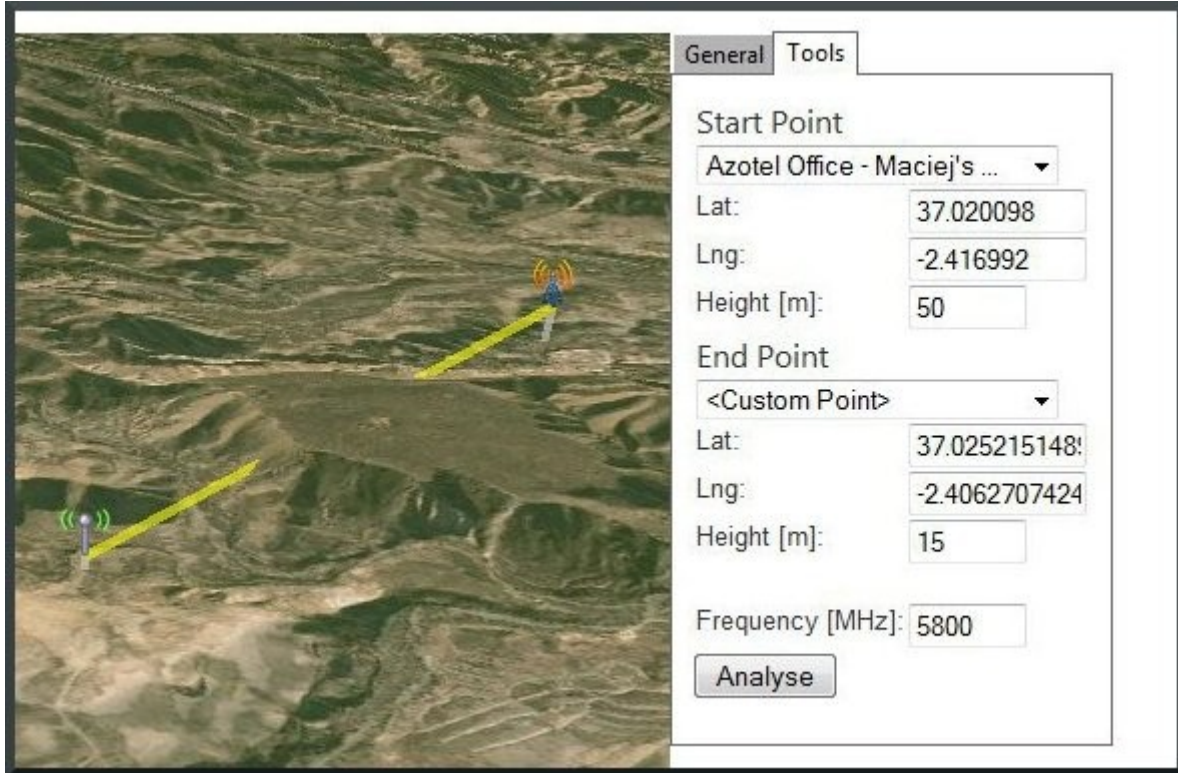 General Tools
Start Point
Azotel Office - Maciej's ...
Lat: 37.020098
Lng: -2.416992
Height [m]: 50
End Point
<Custom Point>
Lat: 37.025215148
Lng: -2.4062707424
Height [m]: 15
Frequency [MHz]: 5800
Analyse